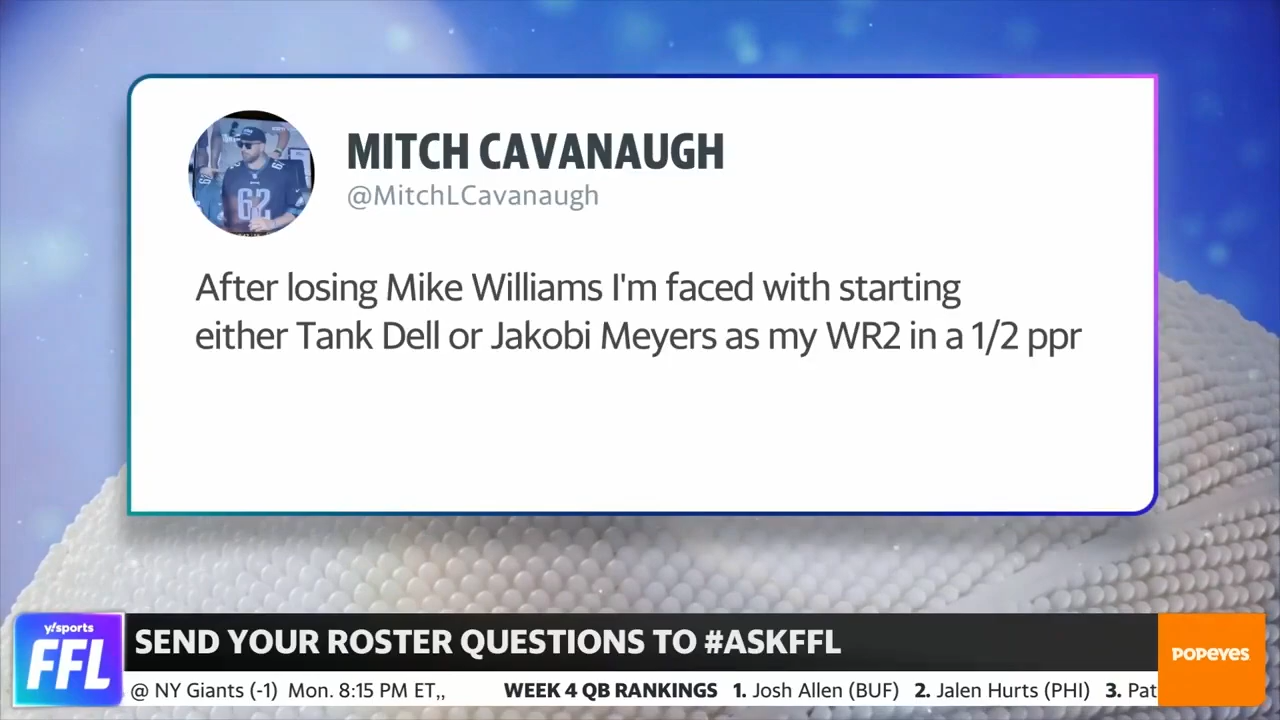 MITCH CAVANAUGH
@MitchLCavanaugh
After losing Mike Williams I'm faced with starting
either Tank Dell or Jakobi Meyers as my WR2 in a 1/2 ppr
62
y!sports
FFL
SEND YOUR ROSTER QUESTIONS TO #ASKFFL
POPEYES
@ NY Giants (-1) Mon. 8:15 PM ET,, WEEK 4 QB RANKINGS 1. Josh Allen (BUF) 2. Jalen Hurts (PHI) 3. Pat